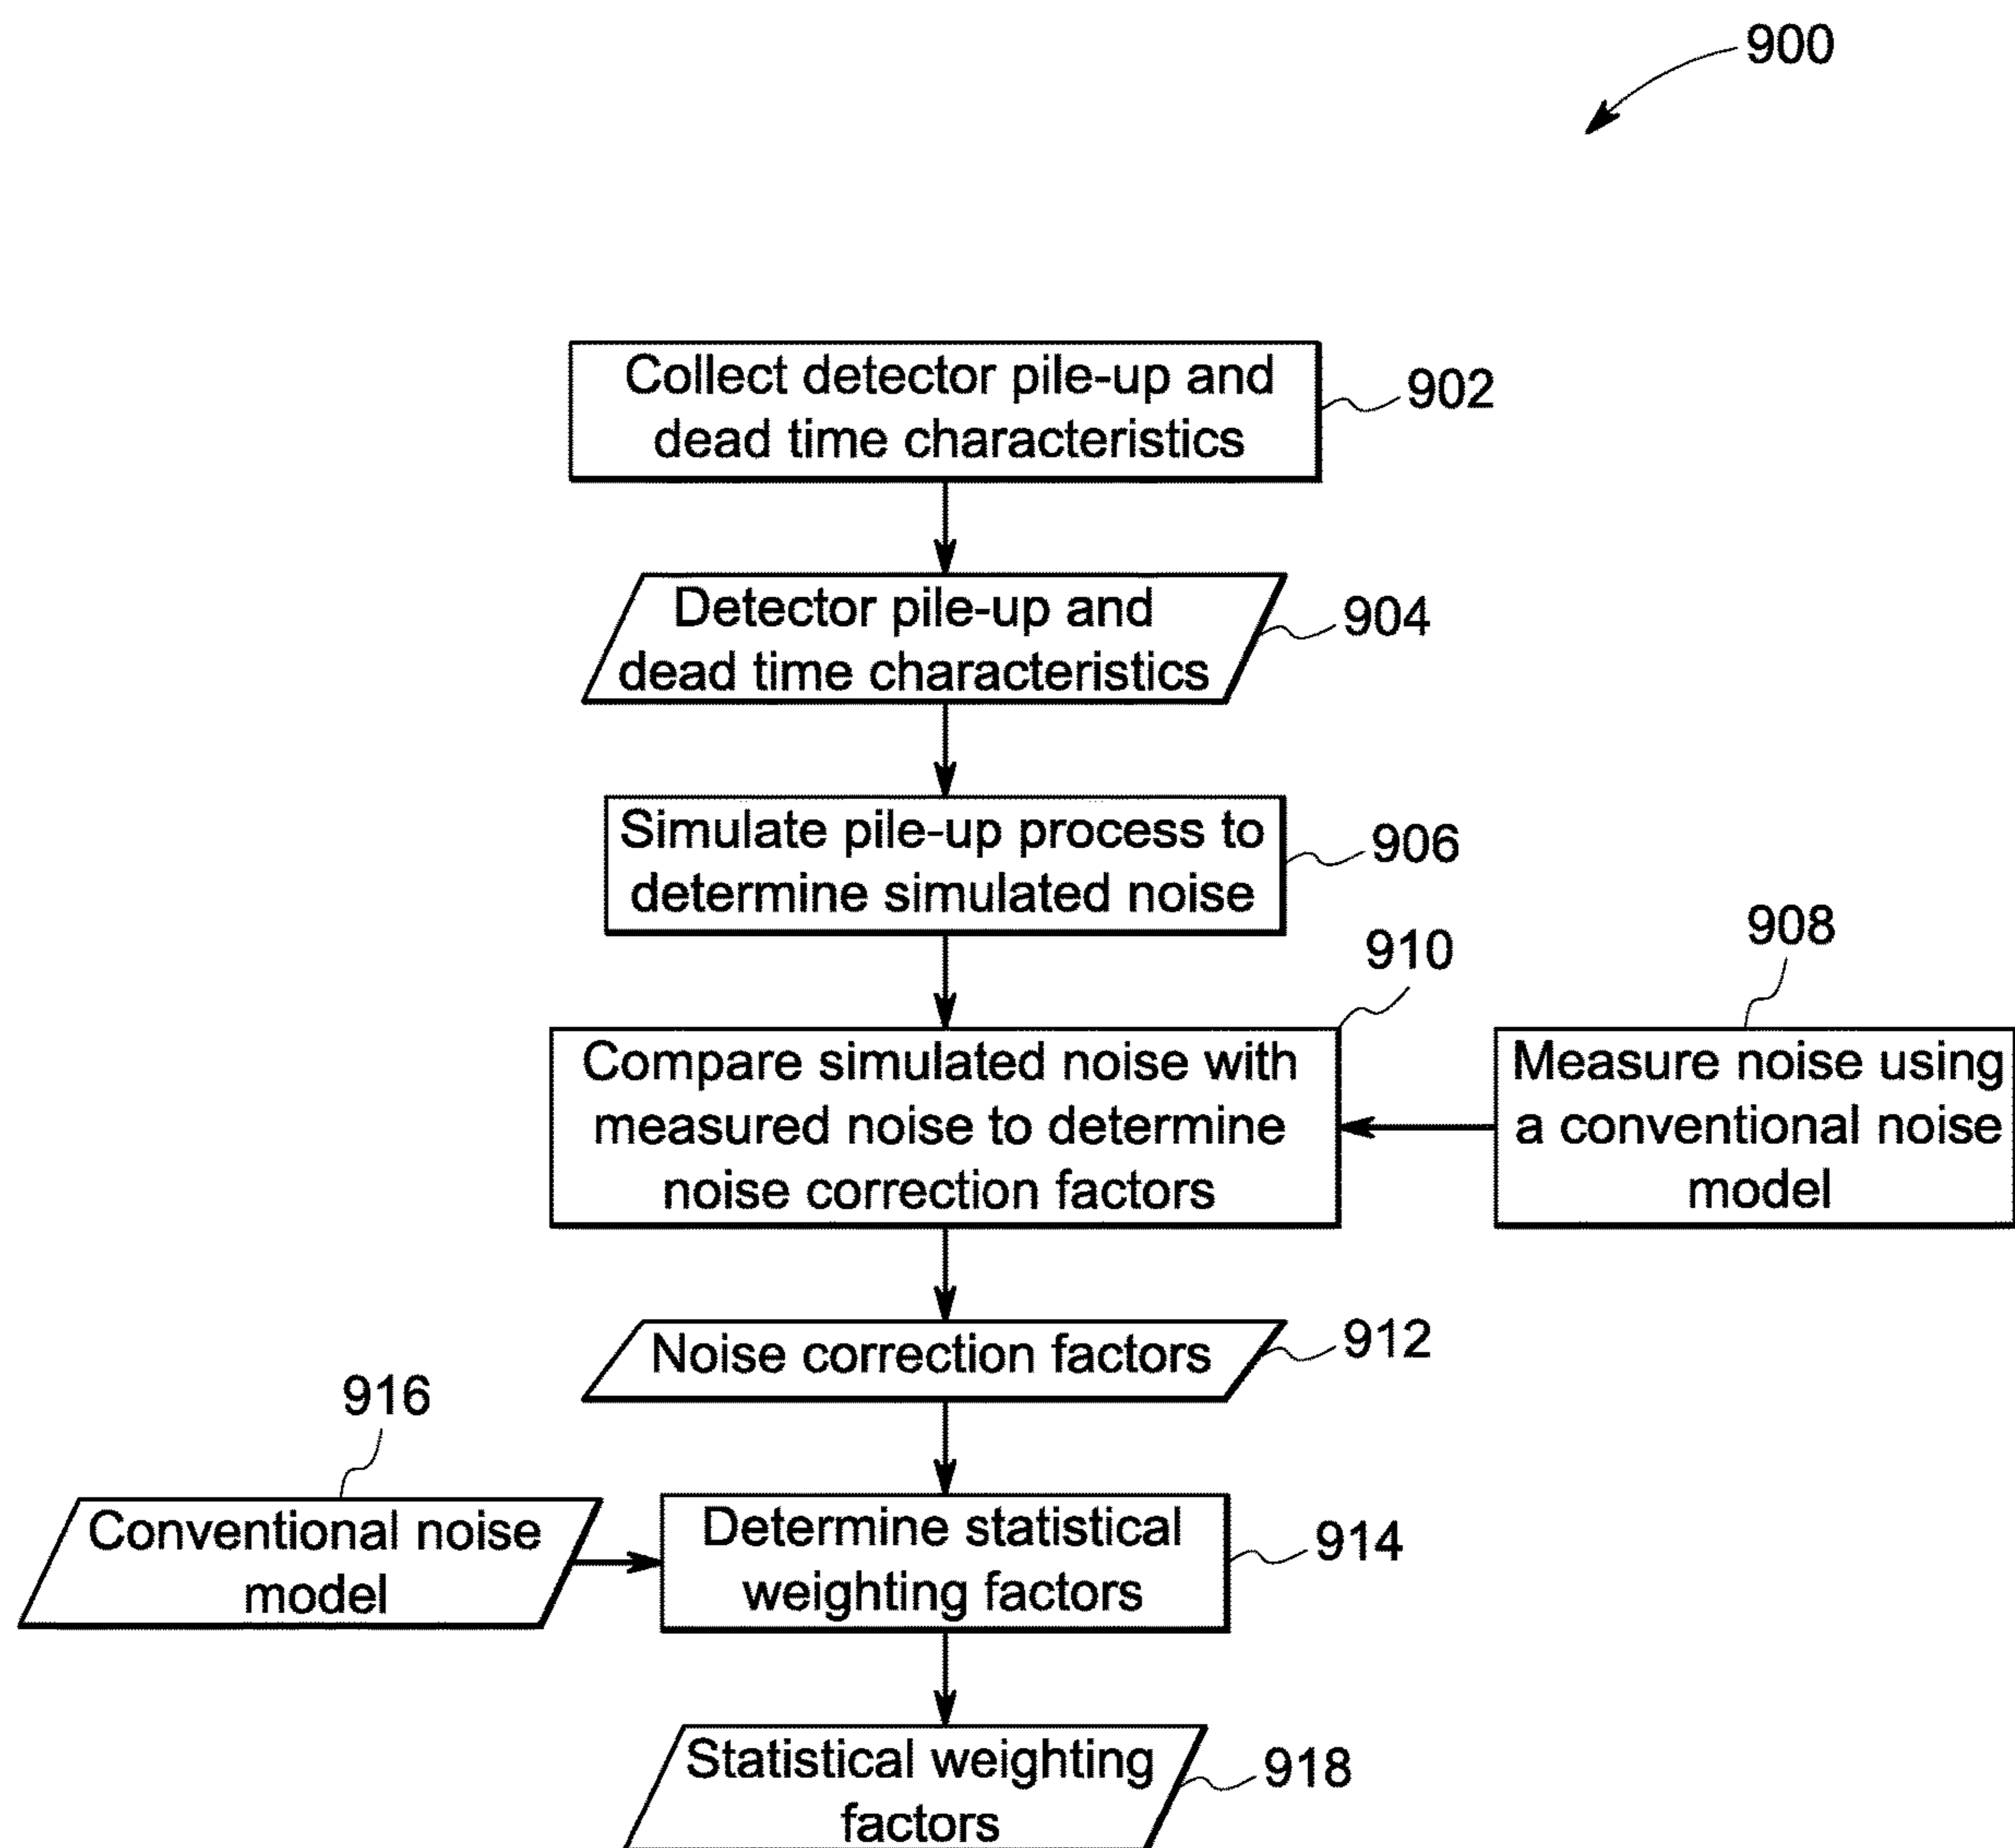 900
Collect detector pile-up and
dead time characteristics
902
Detector pile-up and
dead time characteristics
904
Simulate pile-up process to
determine simulated noise
906
910
908
Compare simulated noise with
measured noise to determine
noise correction factors
Measure noise using
a conventional noise
model
Noise correction factors
912
916
Conventional noise
model
Determine statistical
weighting factors
914
Statistical weighting
factors
918